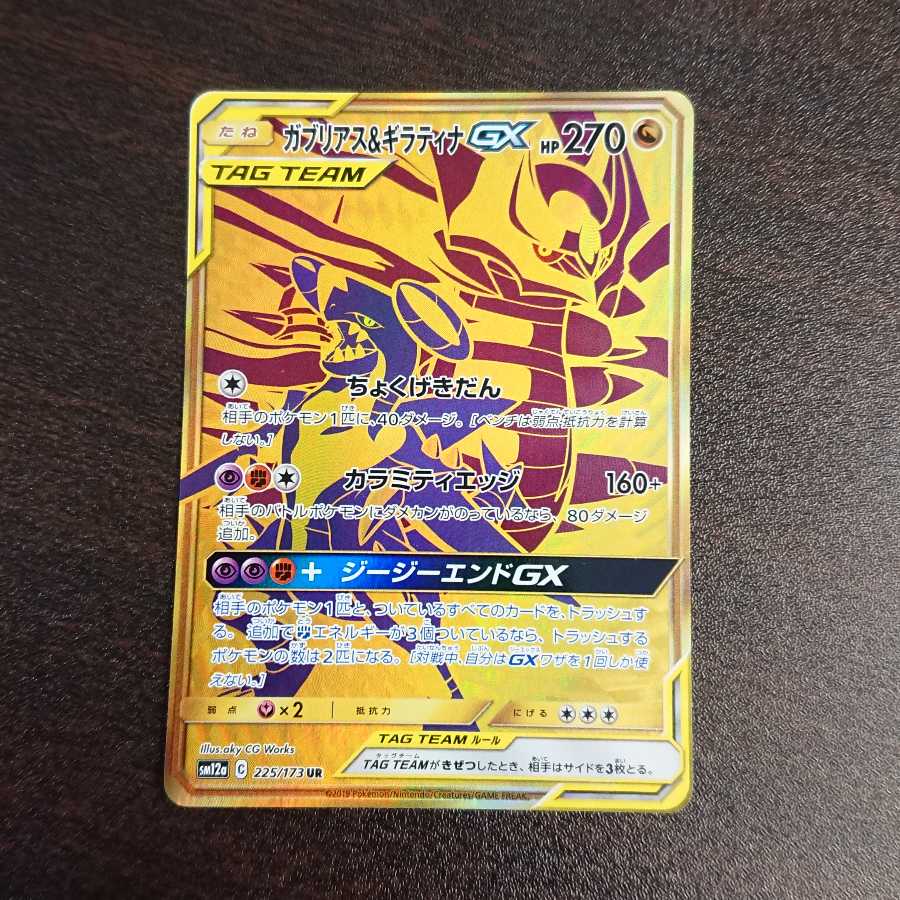 たね ガブリアス&ギラティナGX HP270
TAG TEAM
ちょくげきだん
相手のポケモン1匹に、40ダメージ。[ベンチは弱点・抵抗力を計算
しない。]
カラミティエッジ 160+
相手のバトルポケモンにダメカンがのっているなら、80ダメージ
追加。
+ ジージーエンドGX
相手のポケモン1匹と、ついているすべてのカードを、トラッシュす
る。追加でエネルギーが3個ついているなら、トラッシュする
ポケモンの数は2匹になる。[対戦中、自分はGXワザを1回しか使
えない。]
弱点 ×2 抵抗力 にげる
TAG TEAM ルール
TAG TEAMがきぜつしたとき、相手はサイドを3枚とる。
Illus.aky CG Works
SM12a C 225/173 UR
©2019 Pokémon/Nintendo/Creatures/GAME FREAK.